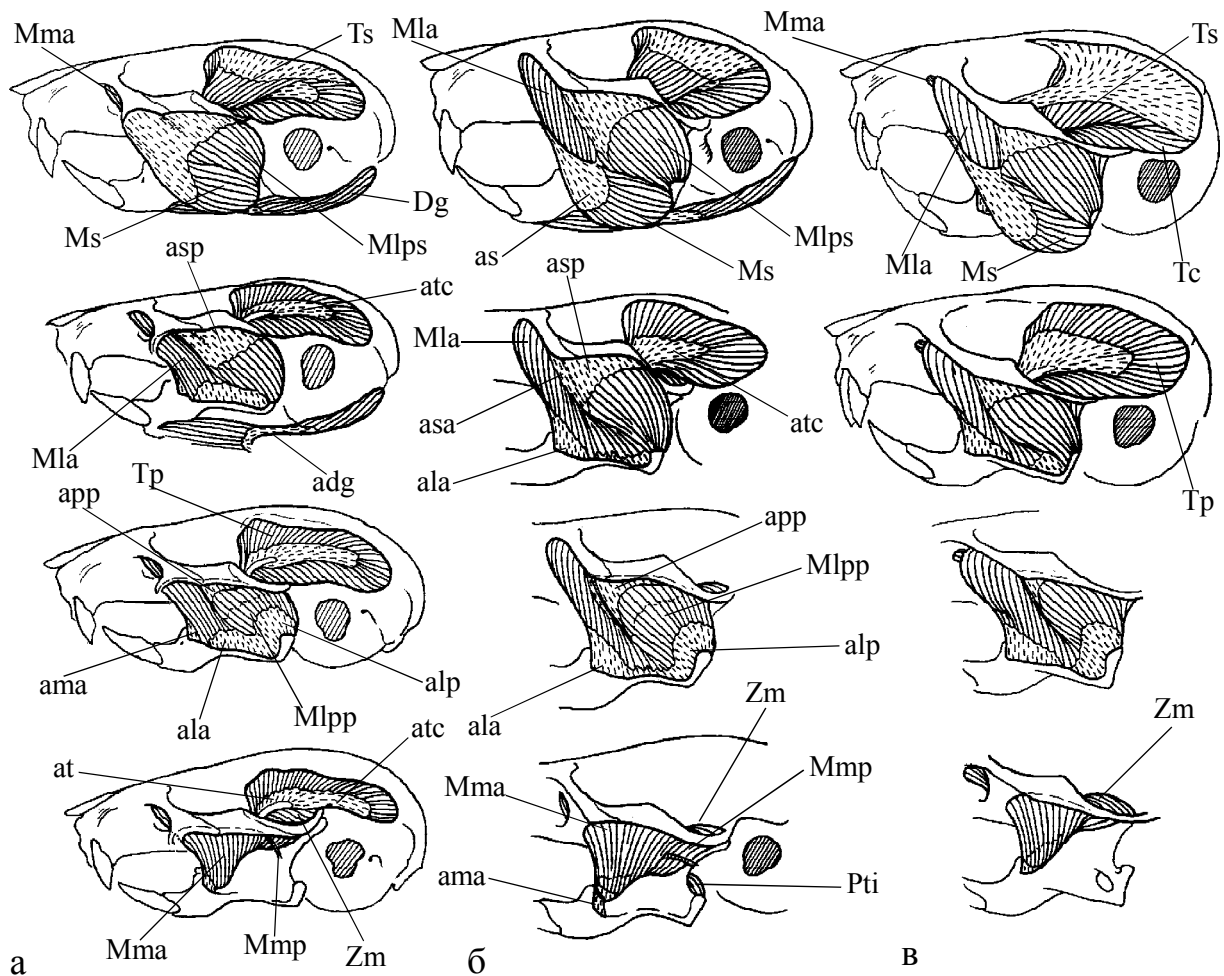 Mma
Ts
Dg
Ms
Mlps
asp
atc
Mla
adg
app
Tp
ama
ala
Mlpp
alp
at
atc
Mma
Mmp
Zm
а
Mla
as
Mlps
Ms
asp
Mla
asa
ala
atc
app
Mlpp
alp
ala
Zm
Mma
Mmp
ama
Pti
б
Mma
Ts
Mla
Ms
Tc
Tp
Zm
в